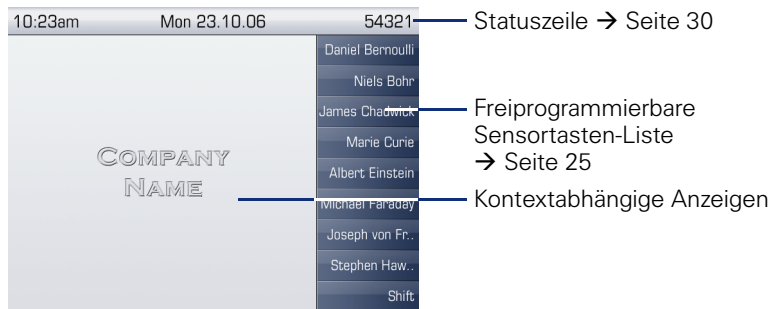 10:23am Mon 23.10.06 54321
Daniel Bernoulli
Niels Bohr
James Chadwick
Marie Curie
Albert Einstein
Michael Faraday
Joseph von Fr..
Stephen Haw..
Shift
COMPANY
NAME
Statuszeile → Seite 30
Freiprogrammierbare
Sensortasten-Liste
→ Seite 25
Kontextabhängige Anzeigen